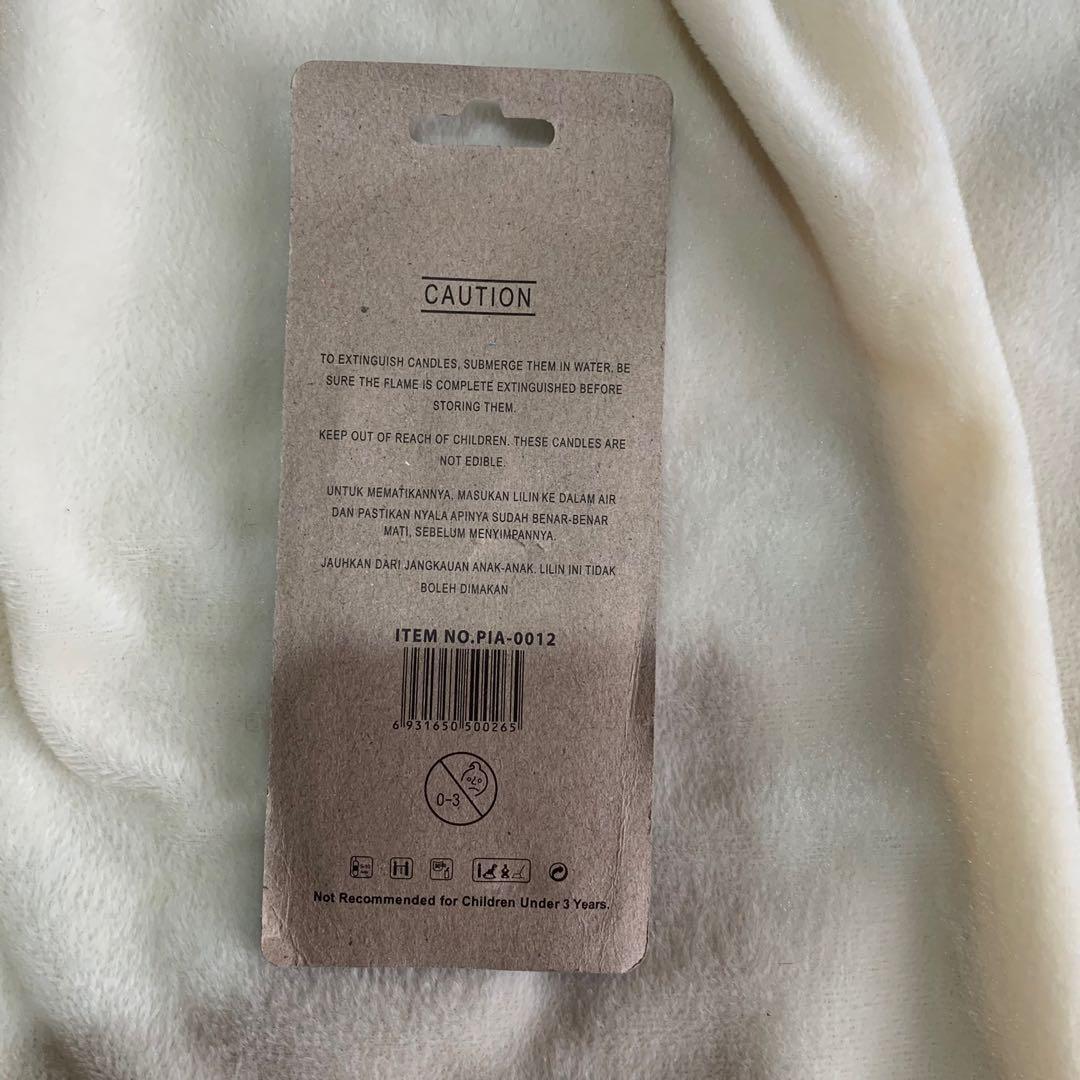 CAUTION
TO EXTINGUISH CANDLES, SUBMERGE THEM IN WATER. BE
SURE THE FLAME IS COMPLETE EXTINGUISHED BEFORE
STORING THEM.
KEEP OUT OF REACH OF CHILDREN. THESE CANDLES ARE
NOT EDIBLE.
UNTUK MEMATIKANNYA, MASUKAN LILIN KE DALAM AIR
DAN PASTIKAN NYALA APINYA SUDAH BENAR-BENAR
MATI, SEBELUM MENYIMPANNYA.
JAUHKAN DARI JANGKAUAN ANAK-ANAK. LILIN INI TIDAK
BOLEH DIMAKAN
ITEM NO.PIA-0012
6 931650 500265
0-3
Not Recommended for Children Under 3 Years.